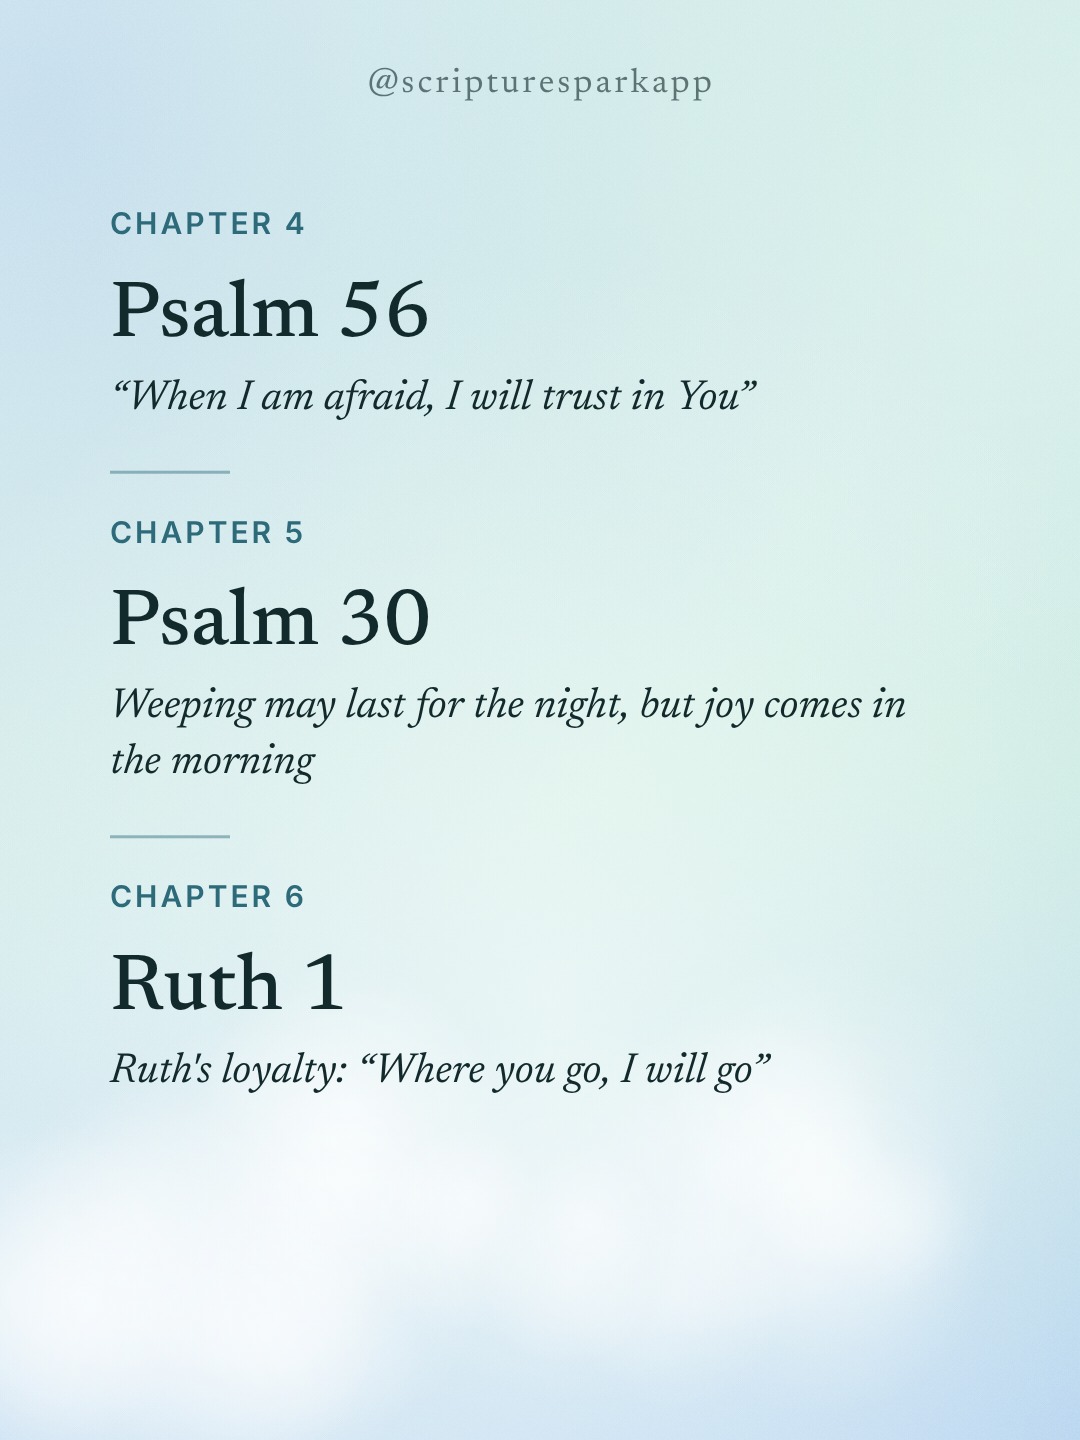 @scripturesparkapp
CHAPTER 4
Psalm 56
“When I am afraid, I will trust in You”
CHAPTER 5
Psalm 30
Weeping may last for the night, but joy comes in
the morning
CHAPTER 6
Ruth 1
Ruth's loyalty: “Where you go, I will go”